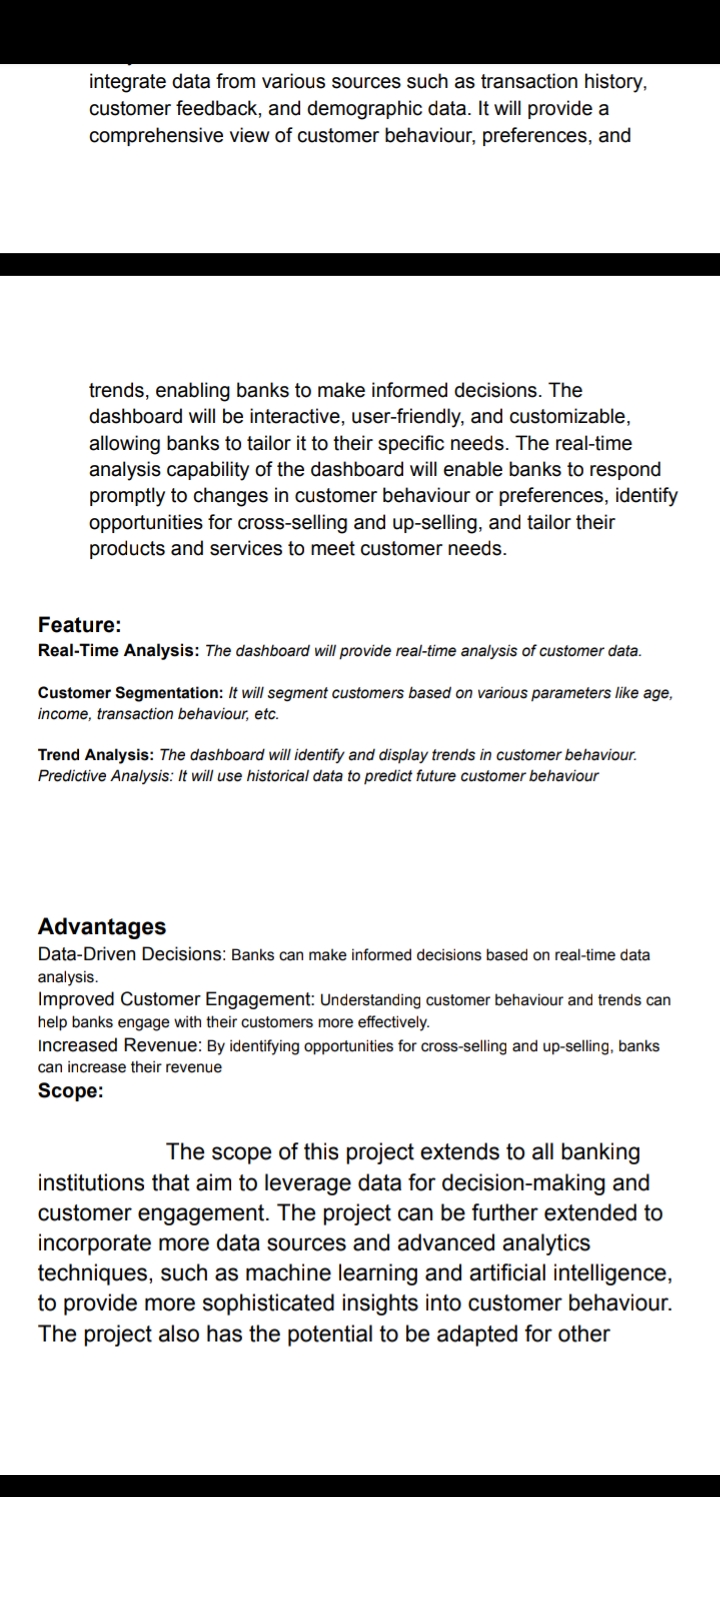 integrate data from various sources such as transaction history,
customer feedback, and demographic data. It will provide a
comprehensive view of customer behaviour, preferences, and
trends, enabling banks to make informed decisions. The
dashboard will be interactive, user-friendly, and customizable,
allowing banks to tailor it to their specific needs. The real-time
analysis capability of the dashboard will enable banks to respond
promptly to changes in customer behaviour or preferences, identify
opportunities for cross-selling and up-selling, and tailor their
products and services to meet customer needs.
Feature:
Real-Time Analysis: The dashboard will provide real-time analysis of customer data.
Customer Segmentation: It will segment customers based on various parameters like age,
income, transaction behaviour, etc.
Trend Analysis: The dashboard will identify and display trends in customer behaviour.
Predictive Analysis: It will use historical data to predict future customer behaviour
Advantages
Data-Driven Decisions: Banks can make informed decisions based on real-time data
analysis.
Improved Customer Engagement: Understanding customer behaviour and trends can
help banks engage with their customers more effectively.
Increased Revenue: By identifying opportunities for cross-selling and up-selling, banks
can increase their revenue
Scope:
The scope of this project extends to all banking
institutions that aim to leverage data for decision-making and
customer engagement. The project can be further extended to
incorporate more data sources and advanced analytics
techniques, such as machine learning and artificial intelligence,
to provide more sophisticated insights into customer behaviour.
The project also has the potential to be adapted for other